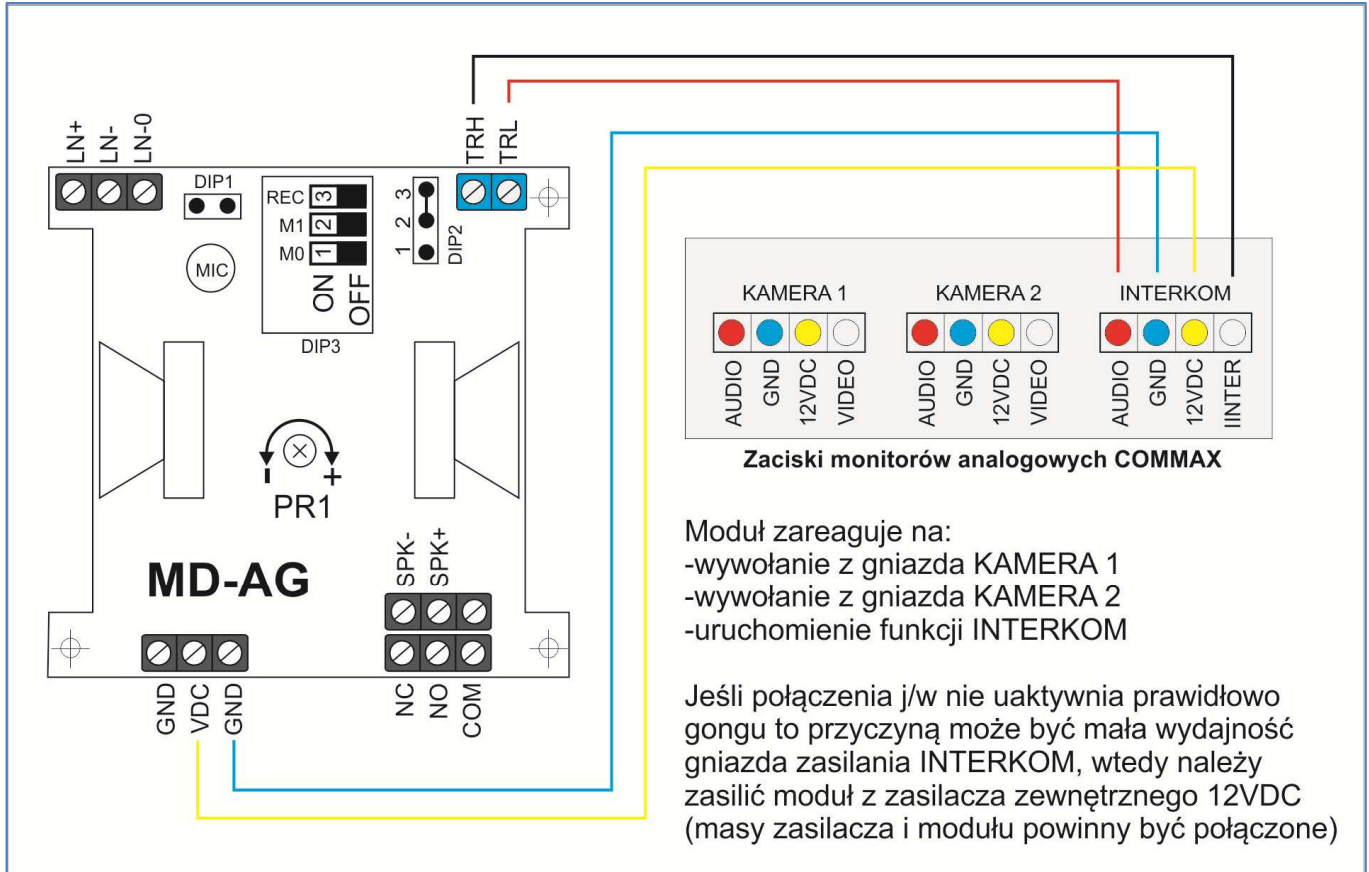 LN+
LN-
LN-0
DIP1
MIC
REC 3
M1 2
M0 1
ON
OFF
DIP3
1 2 3
DIP2
TRH
TRL
PR1
- +
MD-AG
SPK-
SPK+
GND
VDC
GND
NC
NO
COM
KAMERA 1
KAMERA 2
INTERKOM
AUDIO
GND
12VDC
VIDEO
AUDIO
GND
12VDC
VIDEO
AUDIO
GND
12VDC
IINTER
Zaciski monitorów analogowych COMMAX
Moduł zareaguje na:
-wywołanie z gniazda KAMERA 1
-wywołanie z gniazda KAMERA 2
-uruchomienie funkcji INTERKOM
Jeśli połączenia j/w nie uaktywnia prawidłowo
gongu to przyczyną może być mała wydajność
gniazda zasilania INTERKOM, wtedy należy
zasilić moduł z zasilacza zewnętrznego 12VDC
(masy zasilacza i modułu powinny być połączone)